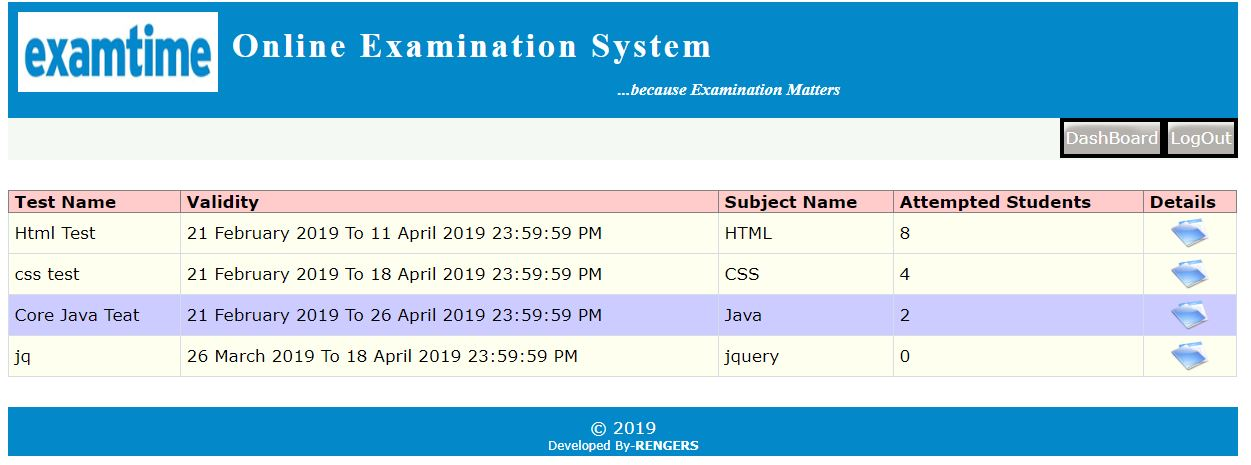 examtime
Online Examination System
...because Examination Matters
DashBoard LogOut
Test Name Validity Subject Name Attempted Students Details
Html Test 21 February 2019 To 11 April 2019 23:59:59 PM HTML 8
css test 21 February 2019 To 18 April 2019 23:59:59 PM CSS 4
Core Java Teat 21 February 2019 To 26 April 2019 23:59:59 PM Java 2
jq 26 March 2019 To 18 April 2019 23:59:59 PM jquery 0
© 2019
Developed By-RENGERS